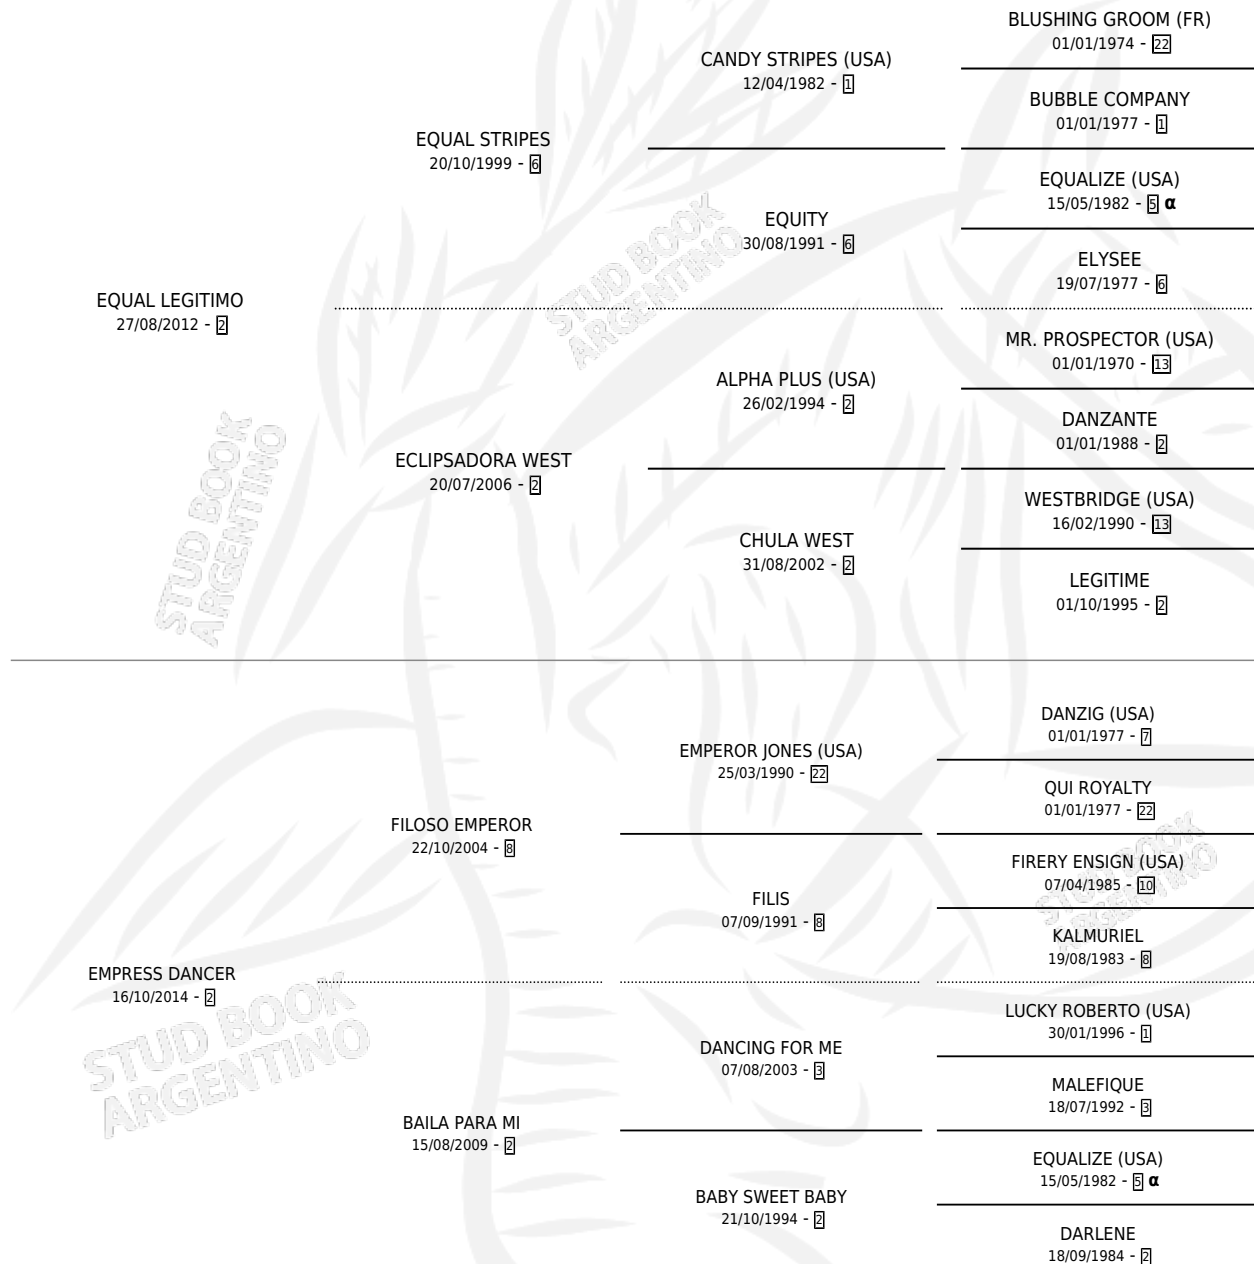 BLUSHING GROOM (FR)
01/01/1974 - 22
CANDY STRIPES (USA)
12/04/1982 - 1
BUBBLE COMPANY
01/01/1977 - 1
EQUAL STRIPES
20/10/1999 - 6
EQUALIZE (USA)
15/05/1982 - 5 α
EQUITY
30/08/1991 - 6
ELYSEE
19/07/1977 - 6
EQUAL LEGITIMO
27/08/2012 - 2
MR. PROSPECTOR (USA)
01/01/1970 - 13
ALPHA PLUS (USA)
26/02/1994 - 2
DANZANTE
01/01/1988 - 2
ECLIPSADORA WEST
20/07/2006 - 2
WESTBRIDGE (USA)
16/02/1990 - 13
CHULA WEST
31/08/2002 - 2
LEGITIME
01/10/1995 - 2
DANZIG (USA)
01/01/1977 - 7
EMPEROR JONES (USA)
25/03/1990 - 22
QUI ROYALTY
01/01/1977 - 22
FILOSO EMPEROR
22/10/2004 - 8
FIRERY ENSIGN (USA)
07/04/1985 - 10
FILIS
07/09/1991 - 8
KALMURIEL
19/08/1983 - 8
EMPRESS DANCER
16/10/2014 - 2
LUCKY ROBERTO (USA)
30/01/1996 - 1
DANCING FOR ME
07/08/2003 - 3
MALEFIQUE
18/07/1992 - 3
BAILA PARA MI
15/08/2009 - 2
EQUALIZE (USA)
15/05/1982 - 5 α
BABY SWEET BABY
21/10/1994 - 2
DARLENE
18/09/1984 - 2
STUD BOOK
ARGENTINO
STUD BOOK
ARGENTINO
STUD BOOK
ARGENTINO
STUD BOOK
ARGENTINO